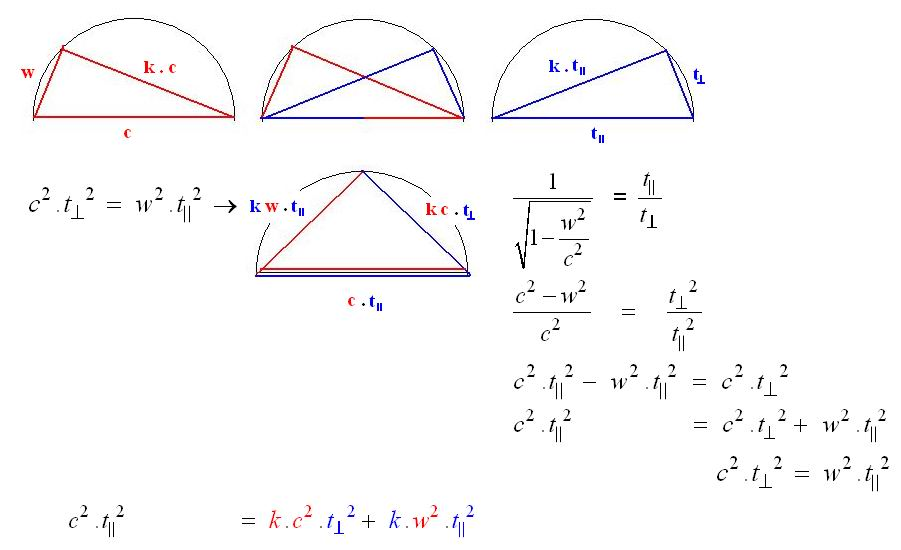 w k . c c
k . t∥ t⊥ t∥
c² . t⊥² = w² . t∥² →
k w . t∥ k c . t⊥
c . t∥
1 / √(1 − w²/c²) = t∥ / t⊥
(c² − w²) / c² = t⊥² / t∥²
c² . t∥² − w² . t∥² = c² . t⊥²
c² . t∥² = c² . t⊥² + w² . t∥²
c² . t⊥² = w² . t∥²
c² . t∥² = k . c² . t⊥² + k . w² . t∥²